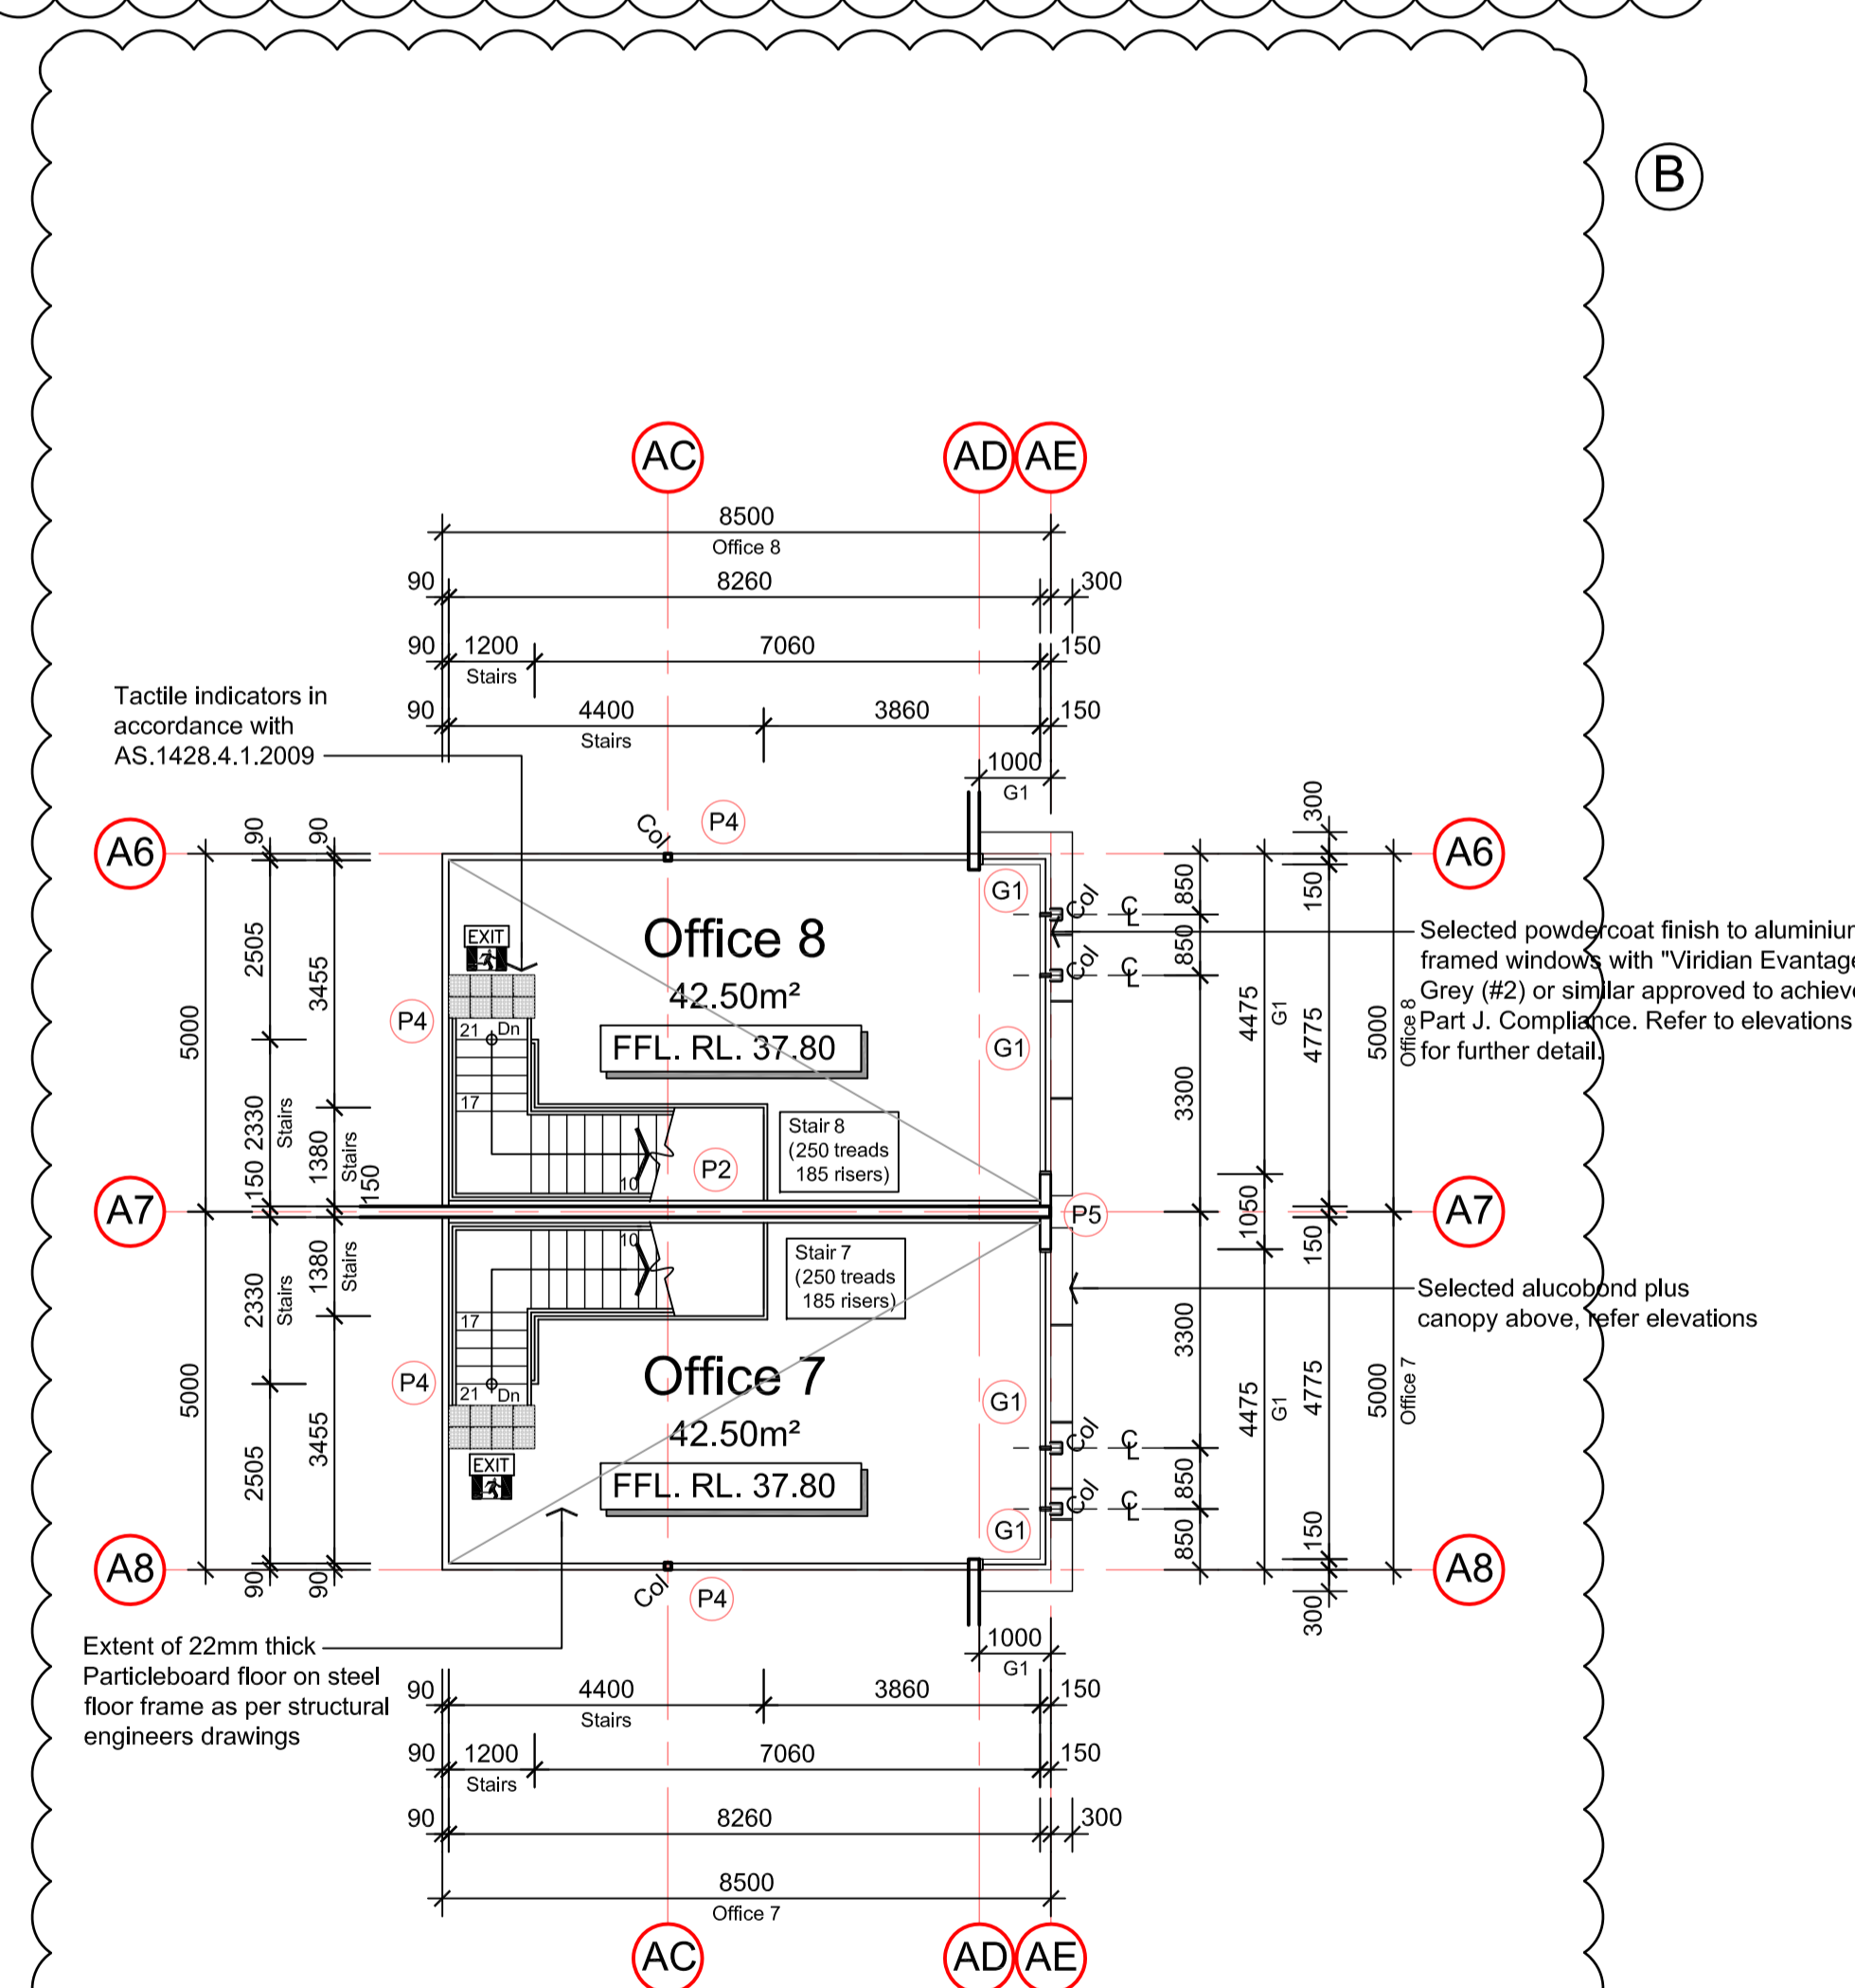 B
AC
AD
AE
8500
Office 8
90
8260
300
90
1200
7060
150
Stairs
90
4400
3860
150
Stairs
1000
G1
Tactile indicators in
accordance with
AS.1428.4.1.2009
A6
90
90
Col
P4
300
A6
G1
Col
℄
850
150
2505
3455
EXIT
Office 8
42.50m²
FFL. RL. 37.80
Col
℄
850
Selected powdercoat finish to aluminium
framed windows with "Viridian Evantage
Grey (#2) or similar approved to achieve
Part J. Compliance. Refer to elevations
for further detail.
5000
P4
21
Dn
17
G1
4475
G1
4775
5000
Office 8
3300
2330
Stairs
1380
Stairs
150
150
Stair 8
(250 treads
185 risers)
P2
10
A7
P5
1050
A7
10
150
Stair 7
(250 treads
185 risers)
2330
Stairs
1380
Stairs
Selected alucobond plus
canopy above, refer elevations
17
3300
5000
P4
21
Dn
Office 7
42.50m²
FFL. RL. 37.80
G1
4475
G1
4775
5000
Office 7
2505
3455
EXIT
Col
℄
850
Col
℄
850
150
G1
A8
90
90
Col
P4
300
A8
Extent of 22mm thick
Particleboard floor on steel
floor frame as per structural
engineers drawings
1000
G1
90
4400
3860
150
Stairs
90
1200
7060
150
Stairs
90
8260
300
8500
Office 7
AC
AD
AE